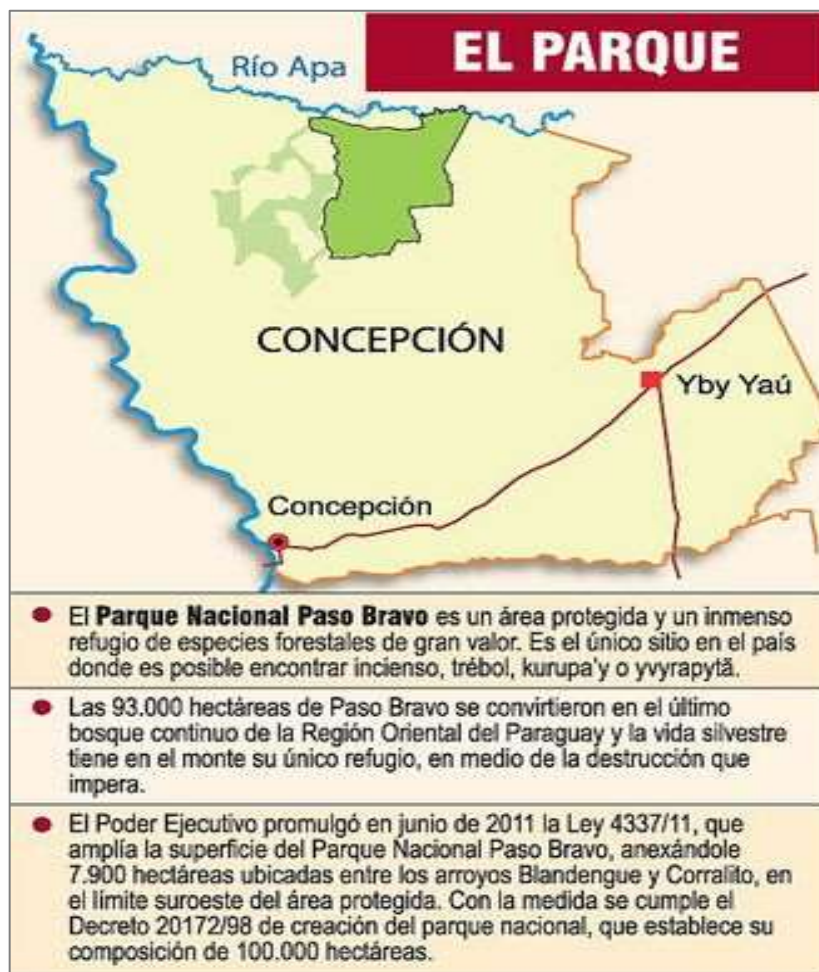 EL PARQUE
Río Apa
CONCEPCIÓN
Yby Yaú
Concepción
El Parque Nacional Paso Bravo es un área protegida y un inmenso
refugio de especies forestales de gran valor. Es el único sitio en el país
donde es posible encontrar incienso, trébol, kurupa'y o yvyrapytã.
Las 93.000 hectáreas de Paso Bravo se convirtieron en el último
bosque continuo de la Región Oriental del Paraguay y la vida silvestre
tiene en el monte su único refugio, en medio de la destrucción que
impera.
El Poder Ejecutivo promulgó en junio de 2011 la Ley 4337/11, que
amplía la superficie del Parque Nacional Paso Bravo, anexándole
7.900 hectáreas ubicadas entre los arroyos Blandengue y Corralito, en
el límite suroeste del área protegida. Con la medida se cumple el
Decreto 20172/98 de creación del parque nacional, que establece su
composición de 100.000 hectáreas.